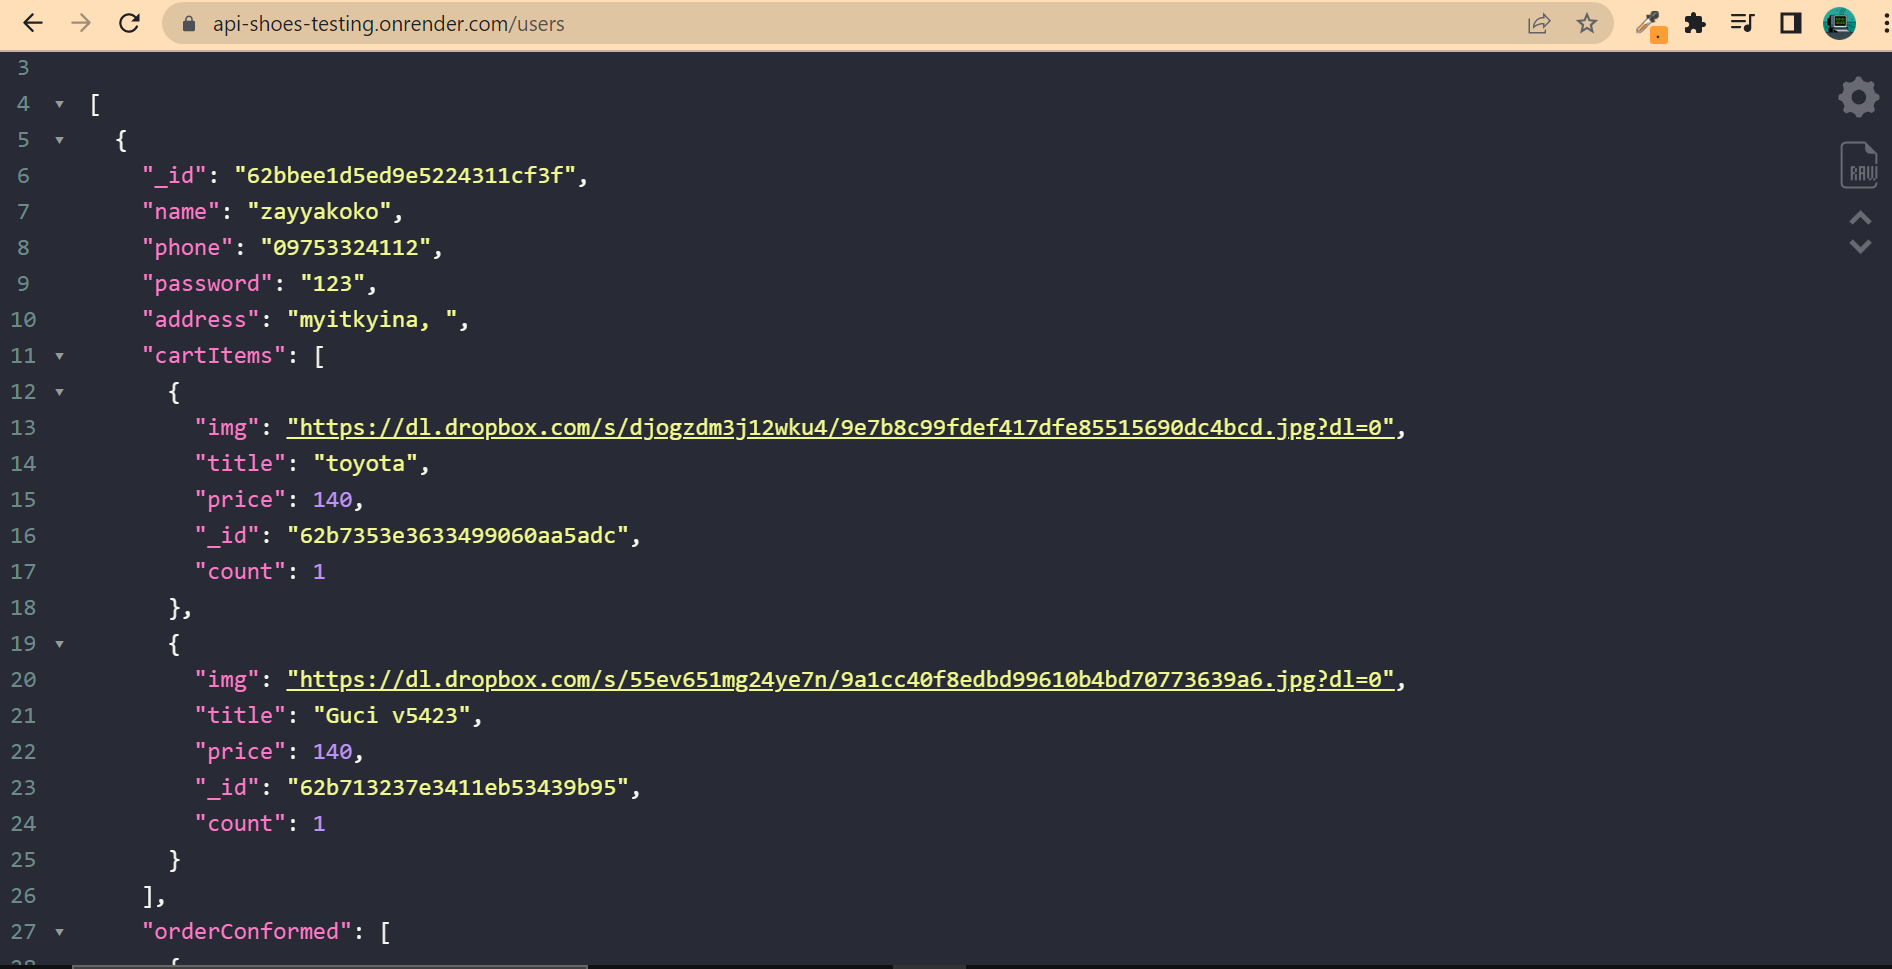 api-shoes-testing.onrender.com/users
3
4 [
5 {
6 "_id": "62bbee1d5ed9e5224311cf3f",
7 "name": "zayyakoko",
8 "phone": "09753324112",
9 "password": "123",
10 "address": "myitkyina, ",
11 "cartItems": [
12 {
13 "img": "https://dl.dropbox.com/s/djogzdm3j12wku4/9e7b8c99fdef417dfe85515690dc4bcd.jpg?dl=0",
14 "title": "toyota",
15 "price": 140,
16 "_id": "62b7353e3633499060aa5adc",
17 "count": 1
18 },
19 {
20 "img": "https://dl.dropbox.com/s/55ev651mg24ye7n/9a1cc40f8edbd99610b4bd70773639a6.jpg?dl=0",
21 "title": "Guci v5423",
22 "price": 140,
23 "_id": "62b713237e3411eb53439b95",
24 "count": 1
25 }
26 ],
27 "orderConformed": [
28 {
RAW